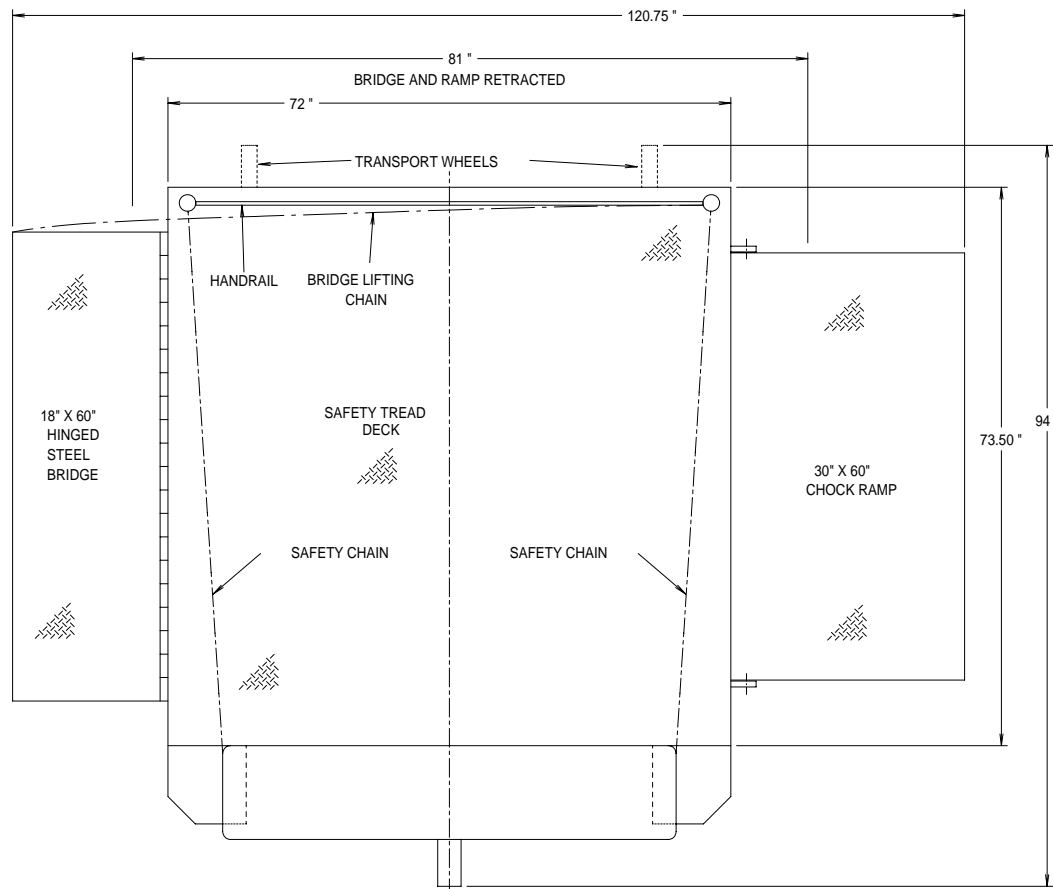 120.75 "
81 "
BRIDGE AND RAMP RETRACTED
72 "
TRANSPORT WHEELS
HANDRAIL
BRIDGE LIFTING
CHAIN
18" X 60"
HINGED
STEEL
BRIDGE
SAFETY TREAD
DECK
94
73.50 "
30" X 60"
CHOCK RAMP
SAFETY CHAIN
SAFETY CHAIN